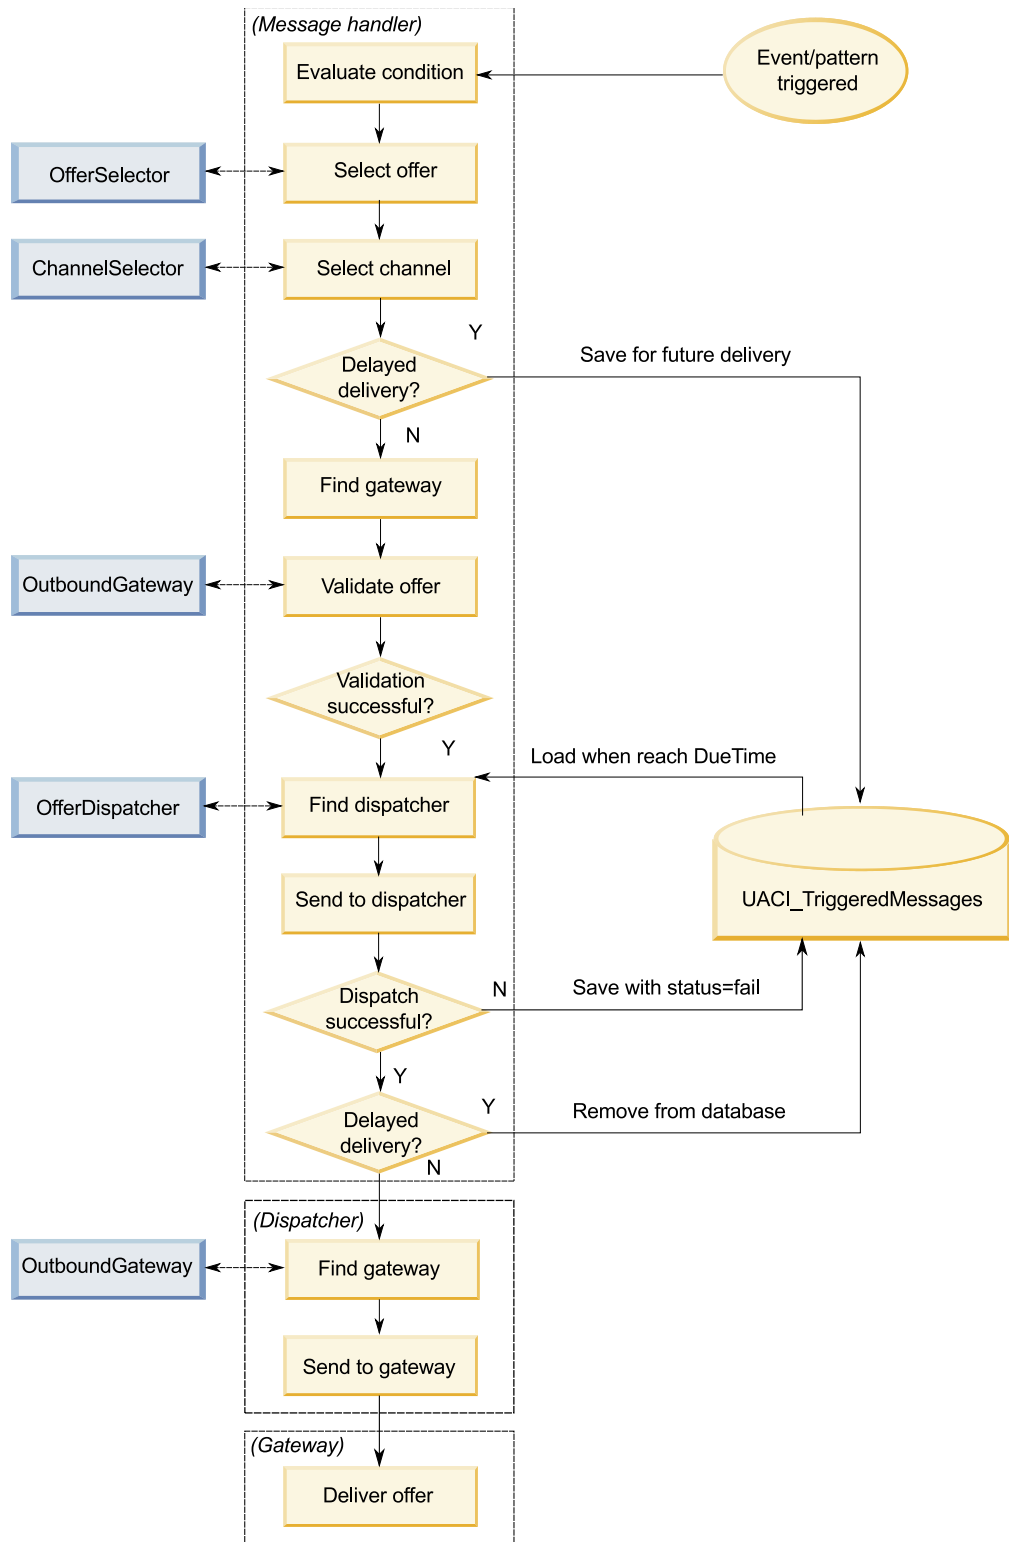 (Message handler)
Evaluate condition
Event/pattern
triggered
OfferSelector
Select offer
ChannelSelector
Select channel
Y
Delayed
delivery?
Save for future delivery
N
Find gateway
OutboundGateway
Validate offer
Validation
successful?
Y
Load when reach DueTime
OfferDispatcher
Find dispatcher
Send to dispatcher
UACI_TriggeredMessages
Dispatch
successful?
N
Save with status=fail
Y
Delayed
delivery?
Y
Remove from database
N
(Dispatcher)
OutboundGateway
Find gateway
Send to gateway
(Gateway)
Deliver offer